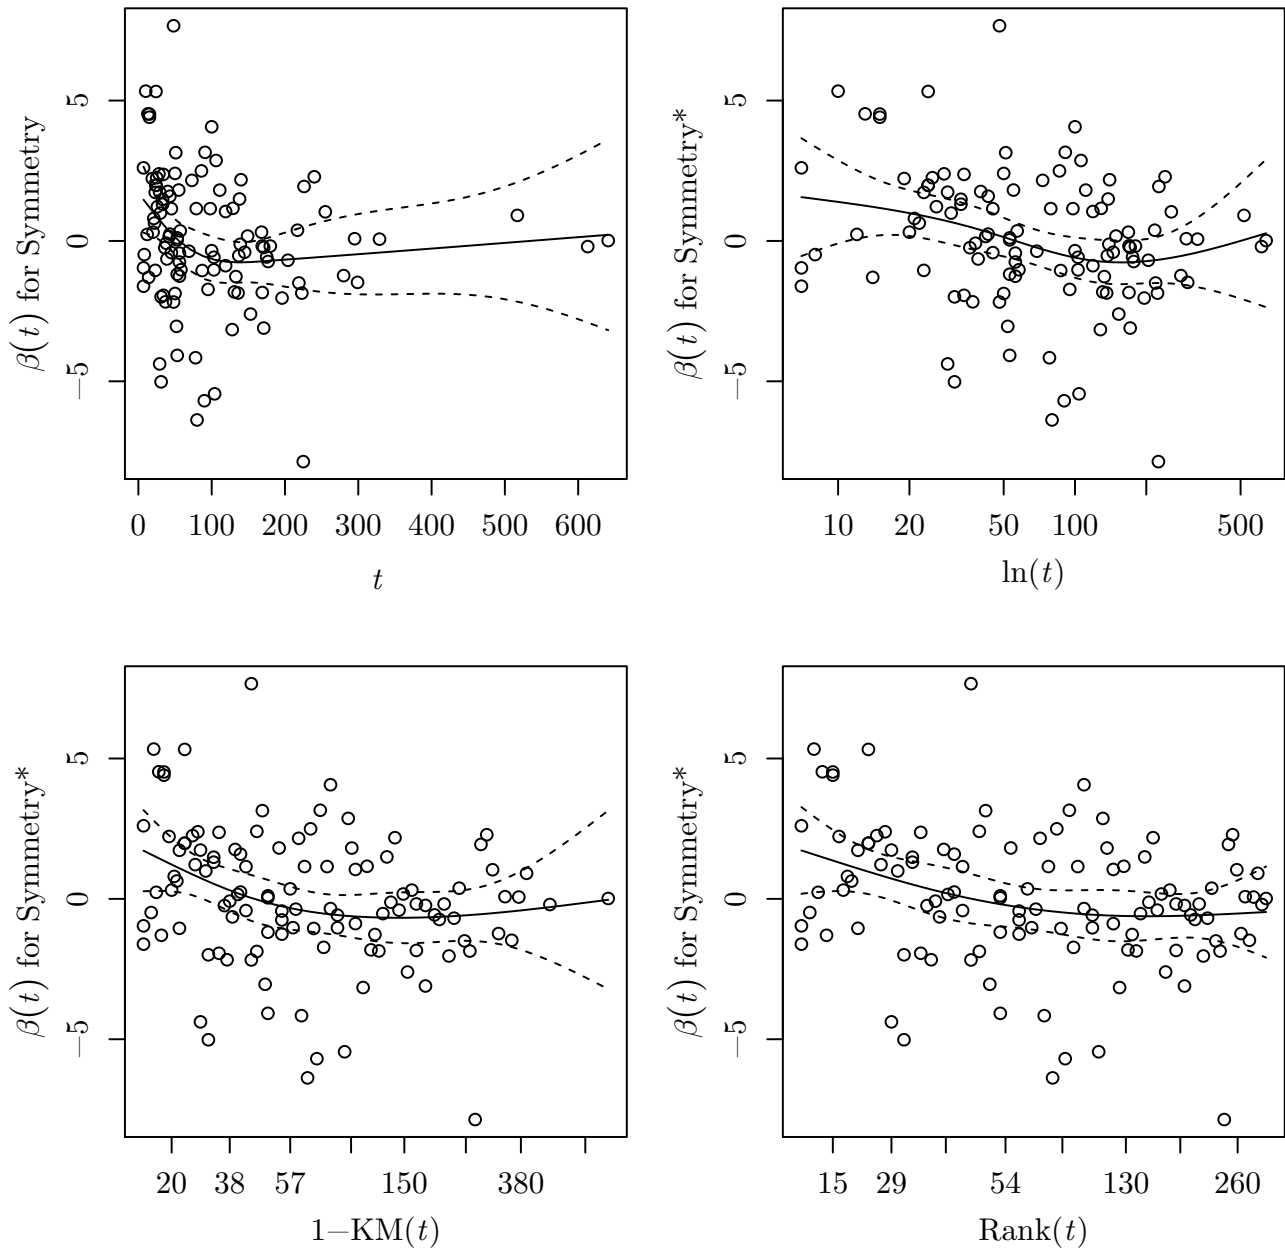 β(t) for Symmetry
5
0
−5
0 100 200 300 400 500 600
t
β(t) for Symmetry*
5
0
−5
10 20 50 100 500
ln(t)
β(t) for Symmetry*
5
0
−5
20 38 57 150 380
1−KM(t)
β(t) for Symmetry*
5
0
−5
15 29 54 130 260
Rank(t)